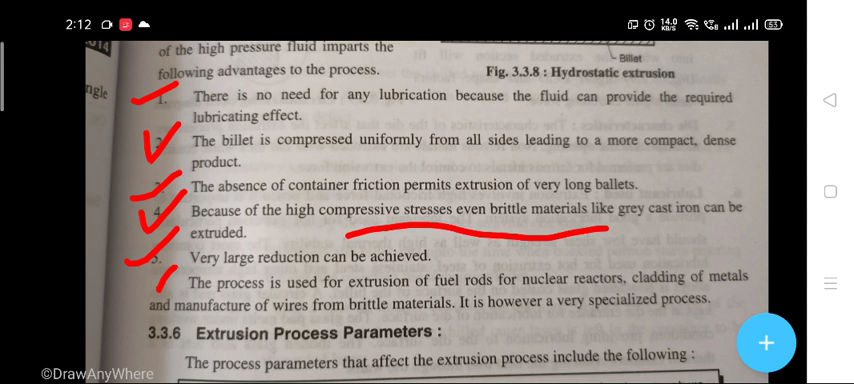 2:12
14.0
KB/S
53
014
of the high pressure fluid imparts the
Billet
following advantages to the process.
Fig. 3.3.8 : Hydrostatic extrusion
ngle
1. There is no need for any lubrication because the fluid can provide the required
lubricating effect.
The billet is compressed uniformly from all sides leading to a more compact, dense
product.
The absence of container friction permits extrusion of very long ballets.
4. Because of the high compressive stresses even brittle materials like grey cast iron can be
extruded.
5. Very large reduction can be achieved.
The process is used for extrusion of fuel rods for nuclear reactors, cladding of metals
and manufacture of wires from brittle materials. It is however a very specialized process.
3.3.6 Extrusion Process Parameters :
The process parameters that affect the extrusion process include the following :
©DrawAnyWhere